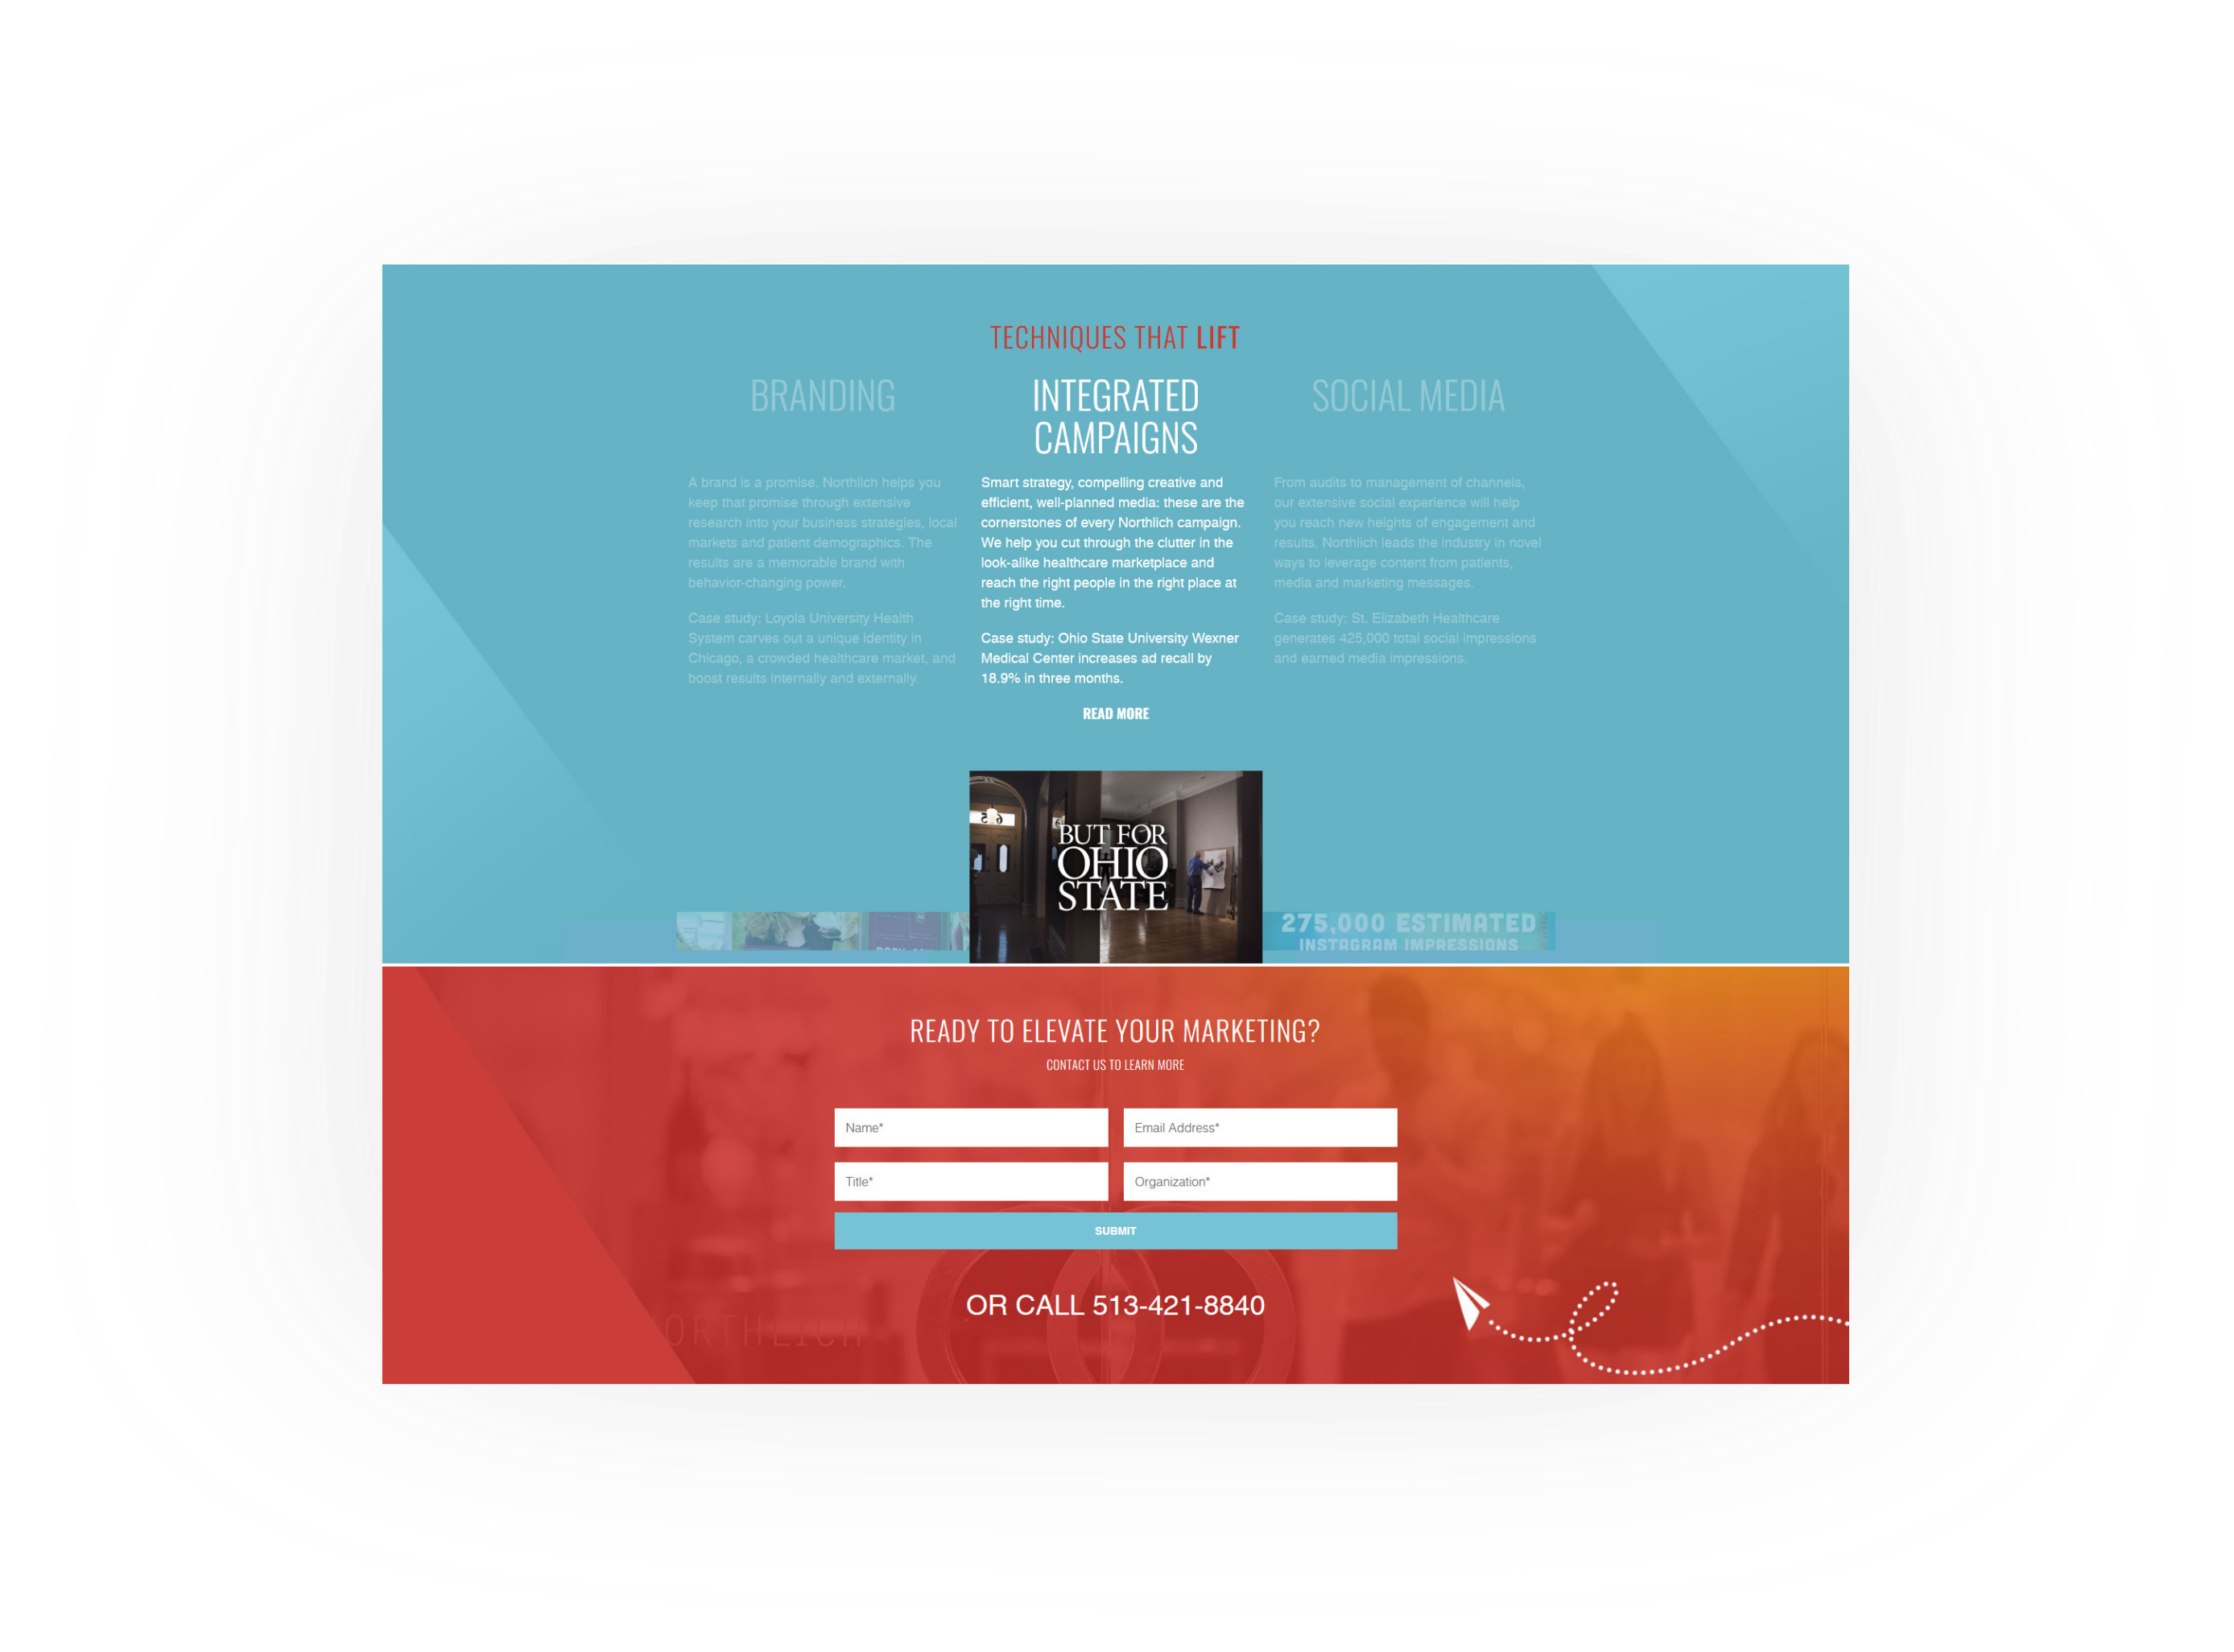 TECHNIQUES THAT LIFT
BRANDING
A brand is a promise. Northlich helps you
keep that promise through extensive
research into your business strategies, local
markets and patient demographics. The
results are a memorable brand with
behavior-changing power.
Case study: Loyola University Health
System carves out a unique identity in
Chicago, a crowded healthcare market, and
boost results internally and externally.
INTEGRATED
CAMPAIGNS
Smart strategy, compelling creative and
efficient, well-planned media: these are the
cornerstones of every Northlich campaign.
We help you cut through the clutter in the
look-alike healthcare marketplace and
reach the right people in the right place at
the right time.
Case study: Ohio State University Wexner
Medical Center increases ad recall by
18.9% in three months.
READ MORE
SOCIAL MEDIA
From audits to management of channels,
our extensive social experience will help
you reach new heights of engagement and
results. Northlich leads the industry in novel
ways to leverage content from patients,
media and marketing messages.
Case study: St. Elizabeth Healthcare
generates 425,000 total social impressions
and earned media impressions.
BUT FOR
OHIO
STATE
275,000 ESTIMATED
INSTAGRAM IMPRESSIONS
READY TO ELEVATE YOUR MARKETING?
CONTACT US TO LEARN MORE
Name*
Email Address*
Title*
Organization*
SUBMIT
OR CALL 513-421-8840
ORTHLICH